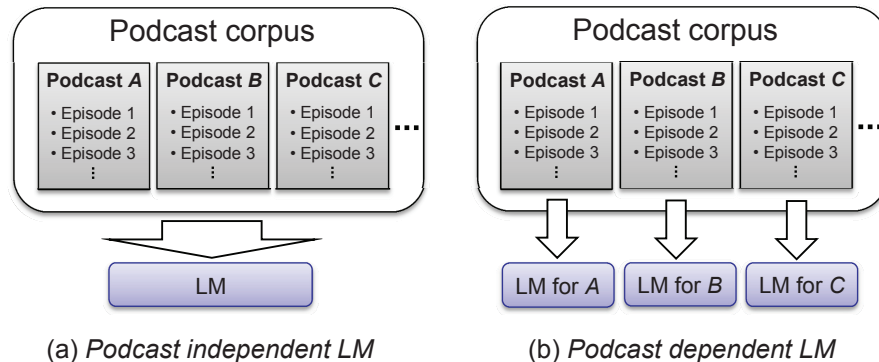 Podcast corpus
Podcast A
• Episode 1
• Episode 2
• Episode 3
⋮
Podcast B
• Episode 1
• Episode 2
• Episode 3
⋮
Podcast C
• Episode 1
• Episode 2
• Episode 3
⋮
...
LM
(a) Podcast independent LM
Podcast corpus
Podcast A
• Episode 1
• Episode 2
• Episode 3
⋮
Podcast B
• Episode 1
• Episode 2
• Episode 3
⋮
Podcast C
• Episode 1
• Episode 2
• Episode 3
⋮
...
LM for A
LM for B
LM for C
(b) Podcast dependent LM